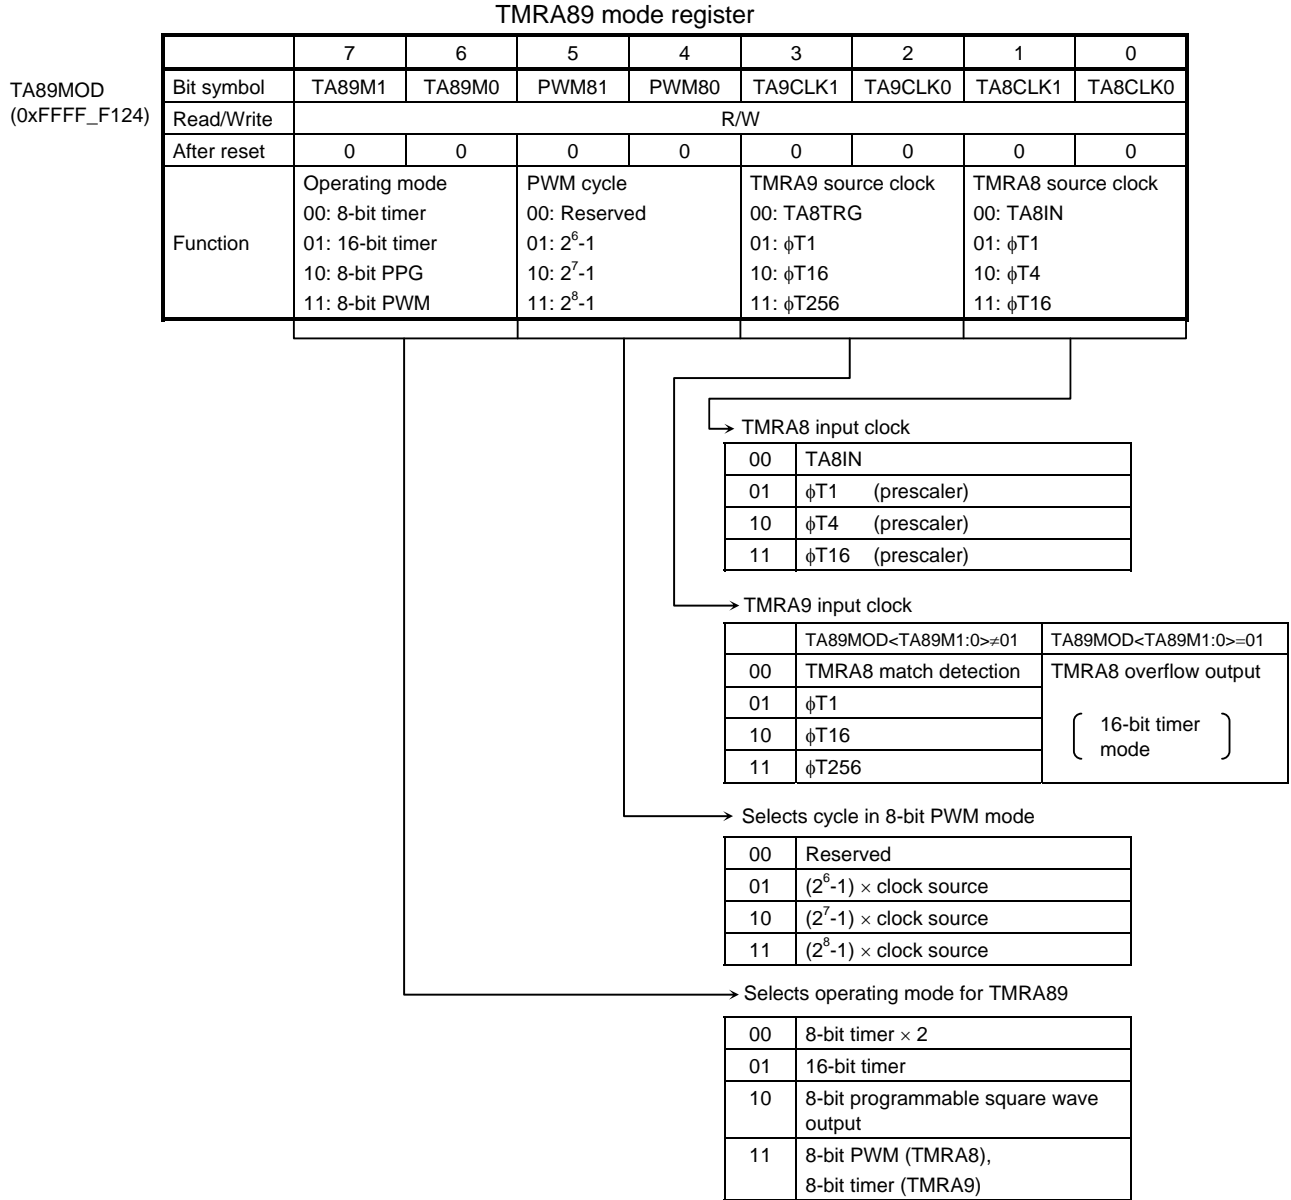 TMRA89 mode register
7 6 5 4 3 2 1 0
TA89MOD
(0xFFFF_F124)
Bit symbol TA89M1 TA89M0 PWM81 PWM80 TA9CLK1 TA9CLK0 TA8CLK1 TA8CLK0
Read/Write R/W
After reset 0 0 0 0 0 0 0 0
Function
Operating mode
00: 8-bit timer
01: 16-bit timer
10: 8-bit PPG
11: 8-bit PWM
PWM cycle
00: Reserved
01: 2⁶-1
10: 2⁷-1
11: 2⁸-1
TMRA9 source clock
00: TA8TRG
01: ϕT1
10: ϕT16
11: ϕT256
TMRA8 source clock
00: TA8IN
01: ϕT1
10: ϕT4
11: ϕT16
TMRA8 input clock
00 TA8IN
01 ϕT1 (prescaler)
10 ϕT4 (prescaler)
11 ϕT16 (prescaler)
TMRA9 input clock
TA89MOD<TA89M1:0>≠01 TA89MOD<TA89M1:0>=01
00 TMRA8 match detection TMRA8 overflow output
01 ϕT1
10 ϕT16
11 ϕT256
16-bit timer
mode
Selects cycle in 8-bit PWM mode
00 Reserved
01 (2⁶-1) × clock source
10 (2⁷-1) × clock source
11 (2⁸-1) × clock source
Selects operating mode for TMRA89
00 8-bit timer × 2
01 16-bit timer
10 8-bit programmable square wave
output
11 8-bit PWM (TMRA8),
8-bit timer (TMRA9)